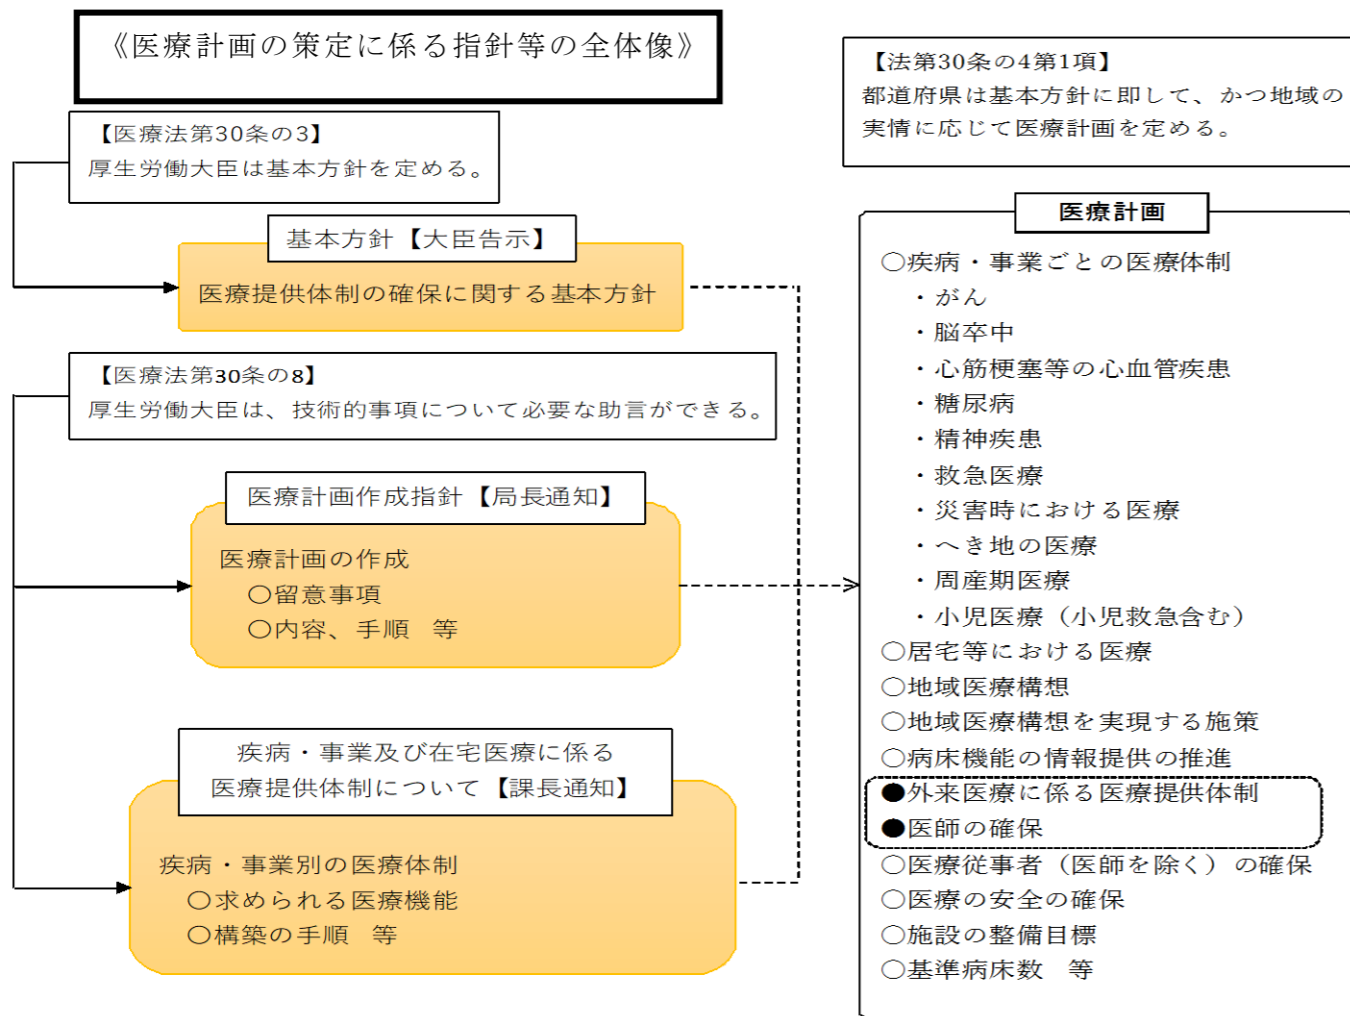 《医療計画の策定に係る指針等の全体像》
【医療法第30条の3】
厚生労働大臣は基本方針を定める。
基本方針【大臣告示】
医療提供体制の確保に関する基本方針
【医療法第30条の8】
厚生労働大臣は、技術的事項について必要な助言ができる。
医療計画作成指針【局長通知】
医療計画の作成
○留意事項
○内容、手順 等
疾病・事業及び在宅医療に係る
医療提供体制について【課長通知】
疾病・事業別の医療体制
○求められる医療機能
○構築の手順 等
【法第30条の4第1項】
都道府県は基本方針に即して、かつ地域の
実情に応じて医療計画を定める。
医療計画
○疾病・事業ごとの医療体制
・がん
・脳卒中
・心筋梗塞等の心血管疾患
・糖尿病
・精神疾患
・救急医療
・災害時における医療
・へき地の医療
・周産期医療
・小児医療（小児救急含む）
○居宅等における医療
○地域医療構想
○地域医療構想を実現する施策
○病床機能の情報提供の推進
●外来医療に係る医療提供体制
●医師の確保
○医療従事者（医師を除く）の確保
○医療の安全の確保
○施設の整備目標
○基準病床数 等